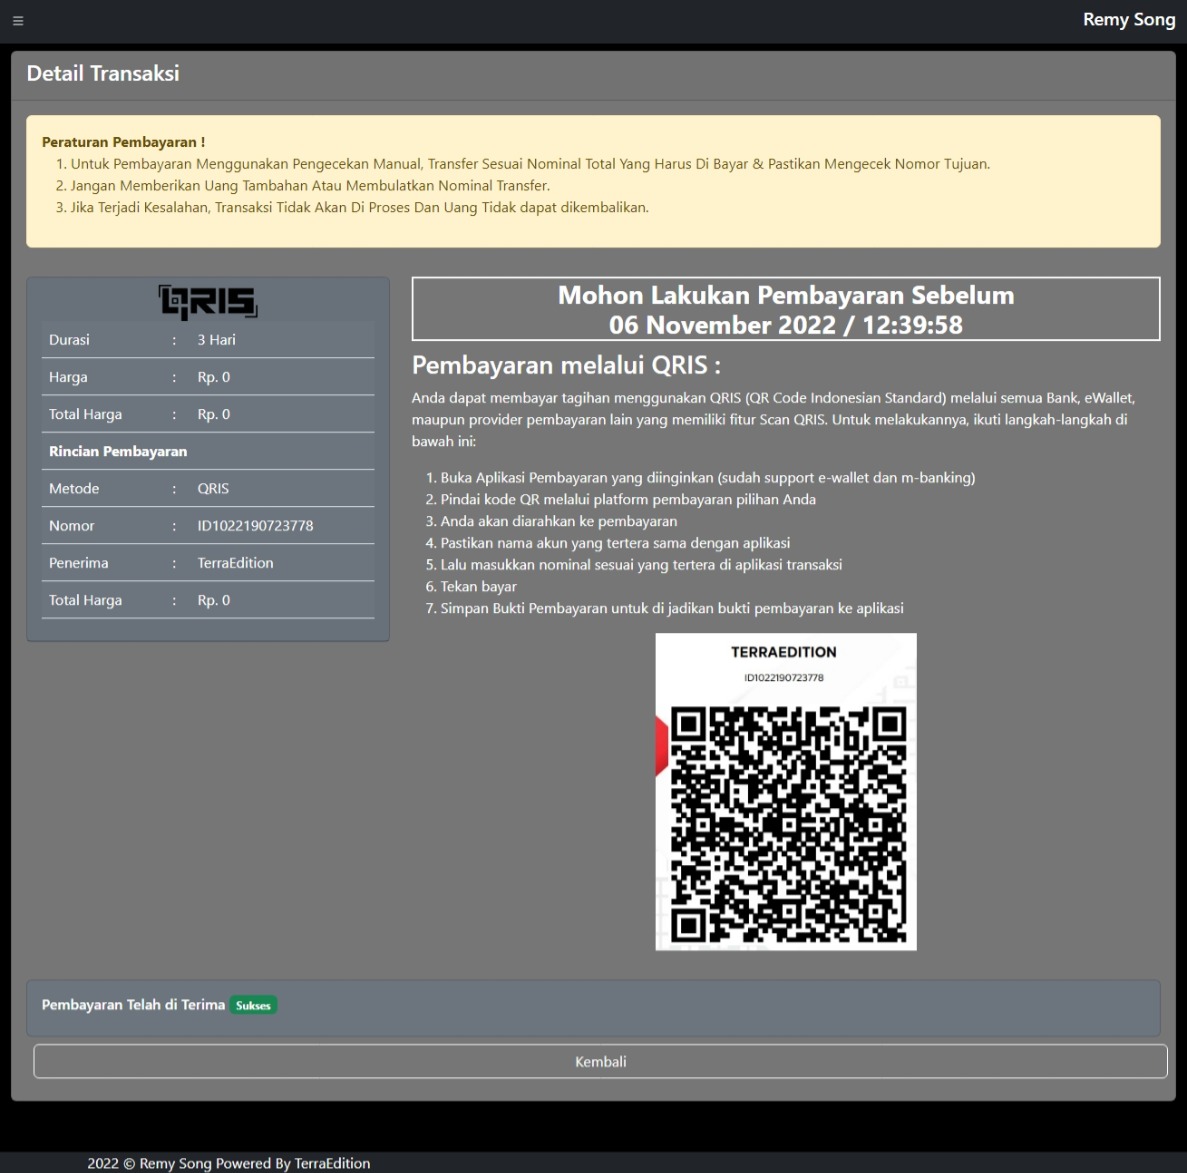 ☰
Remy Song
Detail Transaksi
Peraturan Pembayaran !
1. Untuk Pembayaran Menggunakan Pengecekan Manual, Transfer Sesuai Nominal Total Yang Harus Di Bayar & Pastikan Mengecek Nomor Tujuan.
2. Jangan Memberikan Uang Tambahan Atau Membulatkan Nominal Transfer.
3. Jika Terjadi Kesalahan, Transaksi Tidak Akan Di Proses Dan Uang Tidak dapat dikembalikan.
QRIS
Durasi : 3 Hari
Harga : Rp. 0
Total Harga : Rp. 0
Rincian Pembayaran
Metode : QRIS
Nomor : ID1022190723778
Penerima : TerraEdition
Total Harga : Rp. 0
Mohon Lakukan Pembayaran Sebelum
06 November 2022 / 12:39:58
Pembayaran melalui QRIS :
Anda dapat membayar tagihan menggunakan QRIS (QR Code Indonesian Standard) melalui semua Bank, eWallet,
maupun provider pembayaran lain yang memiliki fitur Scan QRIS. Untuk melakukannya, ikuti langkah-langkah di
bawah ini:
1. Buka Aplikasi Pembayaran yang diinginkan (sudah support e-wallet dan m-banking)
2. Pindai kode QR melalui platform pembayaran pilihan Anda
3. Anda akan diarahkan ke pembayaran
4. Pastikan nama akun yang tertera sama dengan aplikasi
5. Lalu masukkan nominal sesuai yang tertera di aplikasi transaksi
6. Tekan bayar
7. Simpan Bukti Pembayaran untuk di jadikan bukti pembayaran ke aplikasi
TERRAEDITION
ID1022190723778
Pembayaran Telah di Terima Sukses
Kembali
2022 © Remy Song Powered By TerraEdition